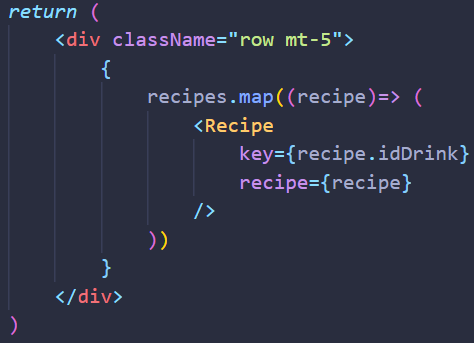 return (
<div className="row mt-5">
{
recipes.map((recipe)=> (
<Recipe
key={recipe.idDrink}
recipe={recipe}
/>
))
}
</div>
)